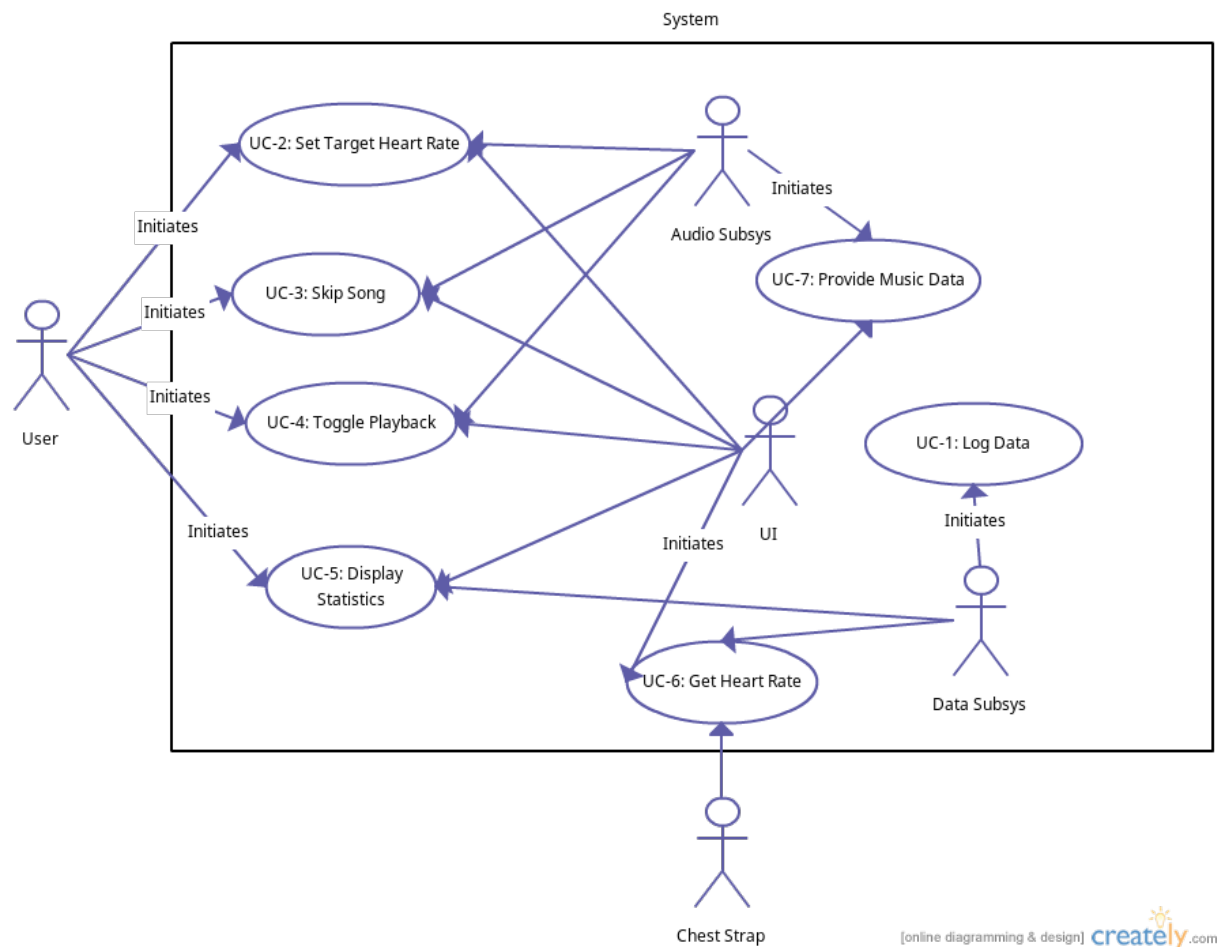 System
UC-2: Set Target Heart Rate
Initiates
Initiates
Audio Subsys
UC-7: Provide Music Data
UC-3: Skip Song
Initiates
Initiates
UC-4: Toggle Playback
User
UC-1: Log Data
Initiates
Initiates
UI
Initiates
UC-5: Display
Statistics
UC-6: Get Heart Rate
Data Subsys
Chest Strap
[online diagramming & design] creately.com